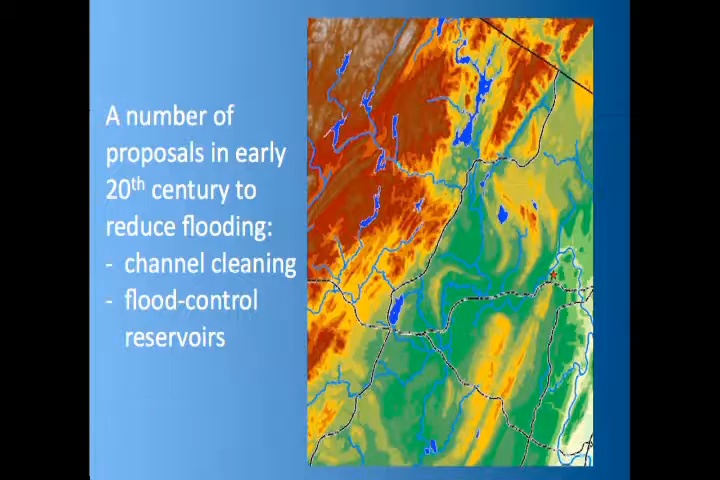 A number of
proposals in early
20th century to
reduce flooding:
- channel cleaning
- flood-control
reservoirs